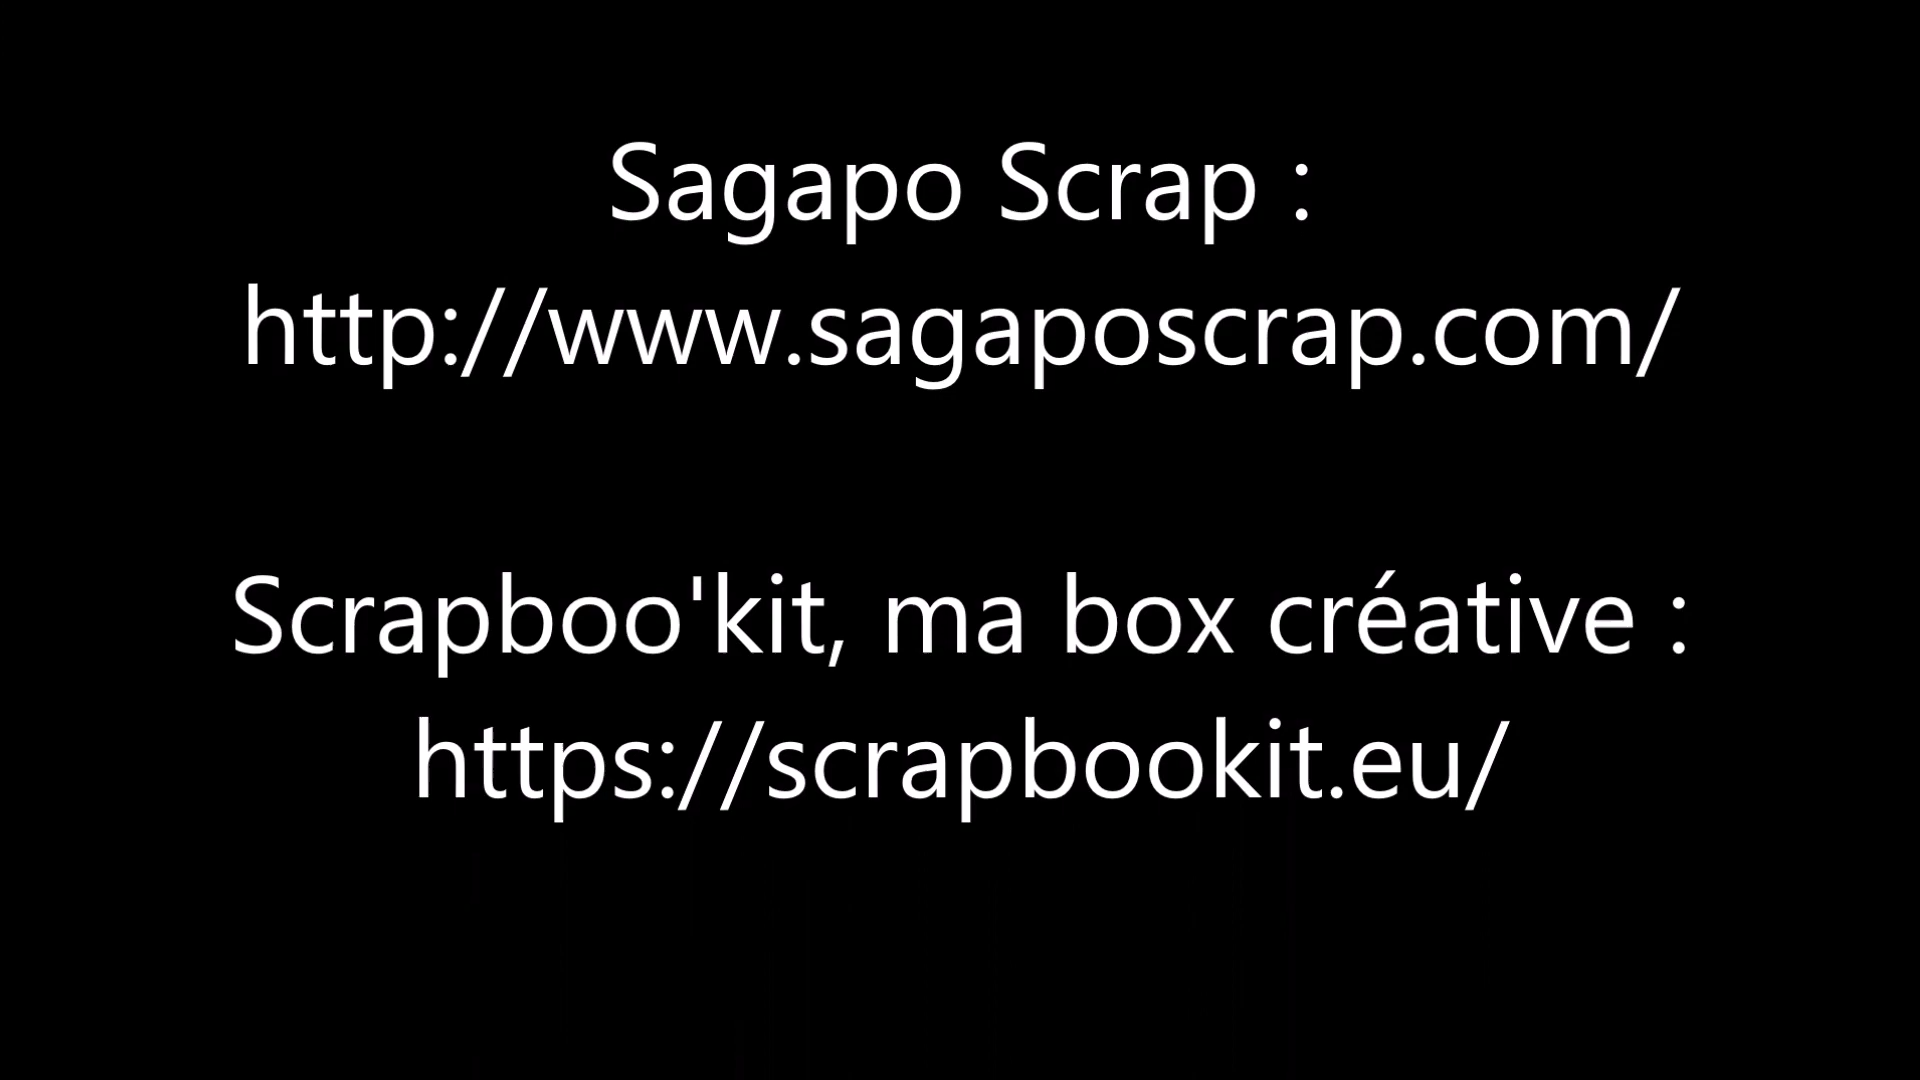 Sagapo Scrap :
http://www.sagaposcrap.com/
Scrapboo'kit, ma box créative :
https://scrapbookit.eu/